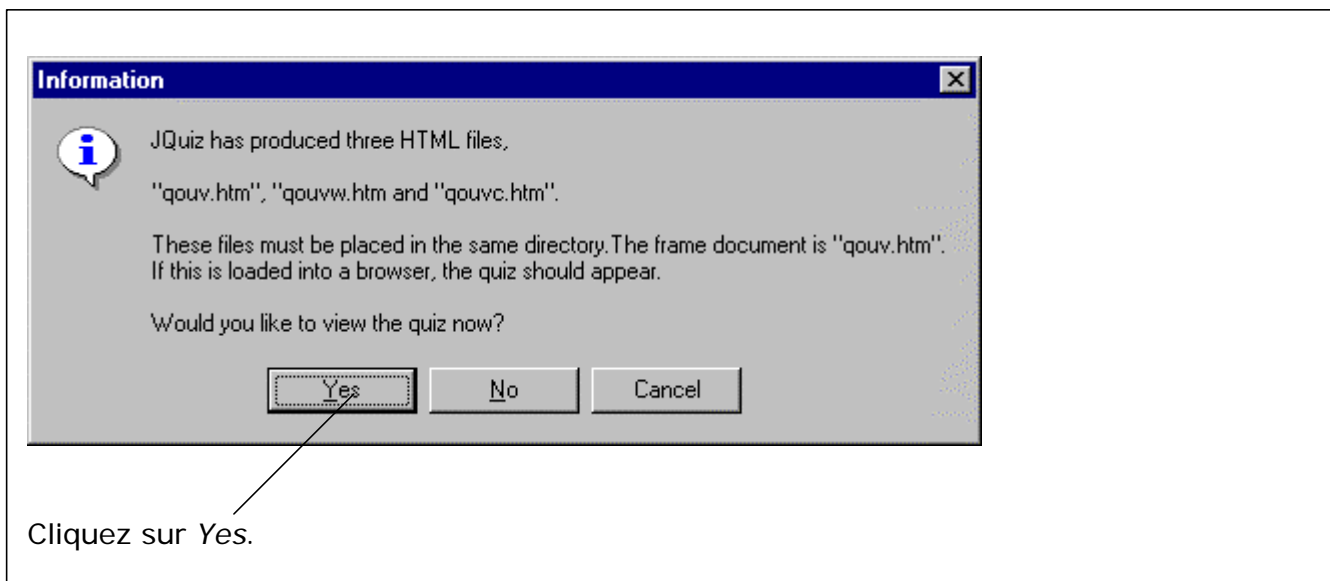 Information
JQuiz has produced three HTML files,
"qouv.htm", "qouvw.htm and "qouvc.htm".
These files must be placed in the same directory.The frame document is "qouv.htm".
If this is loaded into a browser, the quiz should appear.
Would you like to view the quiz now?
Yes No Cancel
Cliquez sur Yes.